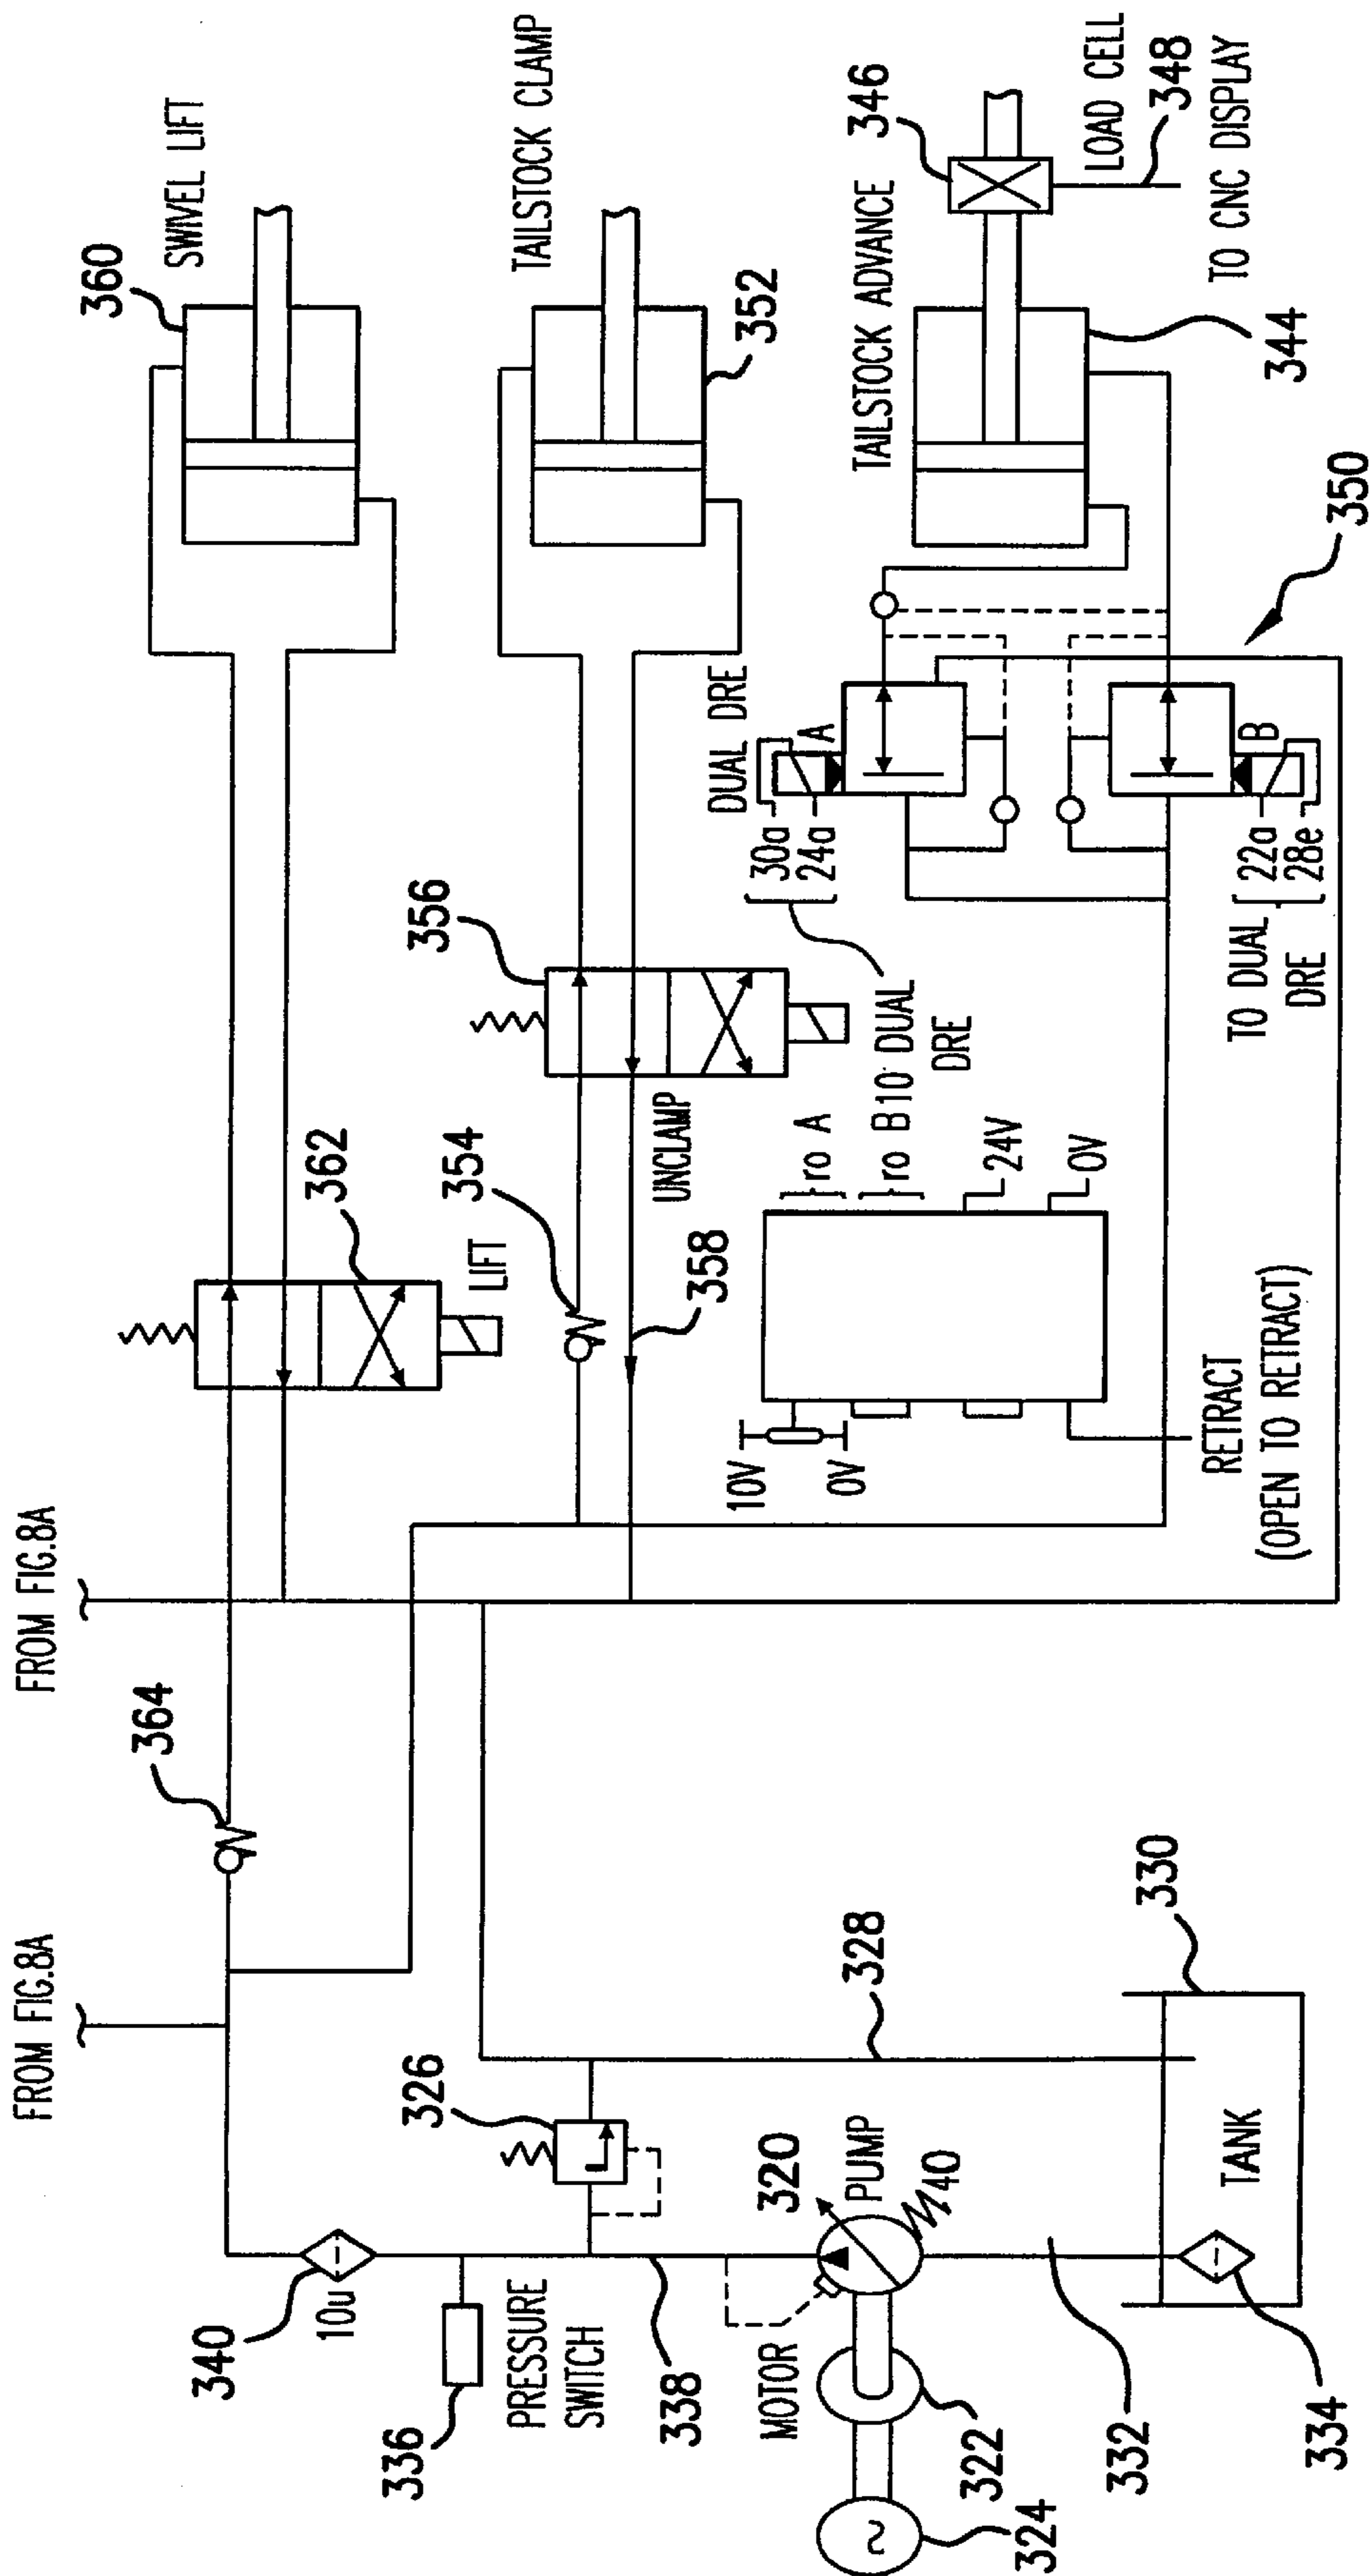 FROM FIG.8A
FROM FIG.8A
364
360
SWIVEL LIFT
362
LIFT
340
10u
336
PRESSURE
SWITCH
338
326
328
354
356
UNCLAMP
358
352
TAILSTOCK CLAMP
MOTOR
320
PUMP
40
322
324
332
334
330
TANK
10V
0V
ro A
ro B
24V
0V
RETRACT
(OPEN TO RETRACT)
10 DUAL
DRE
30a
24a
DUAL DRE
A
B
22a
28e
TO DUAL
DRE
350
TAILSTOCK ADVANCE
344
346
LOAD CELL
348
TO CNC DISPLAY